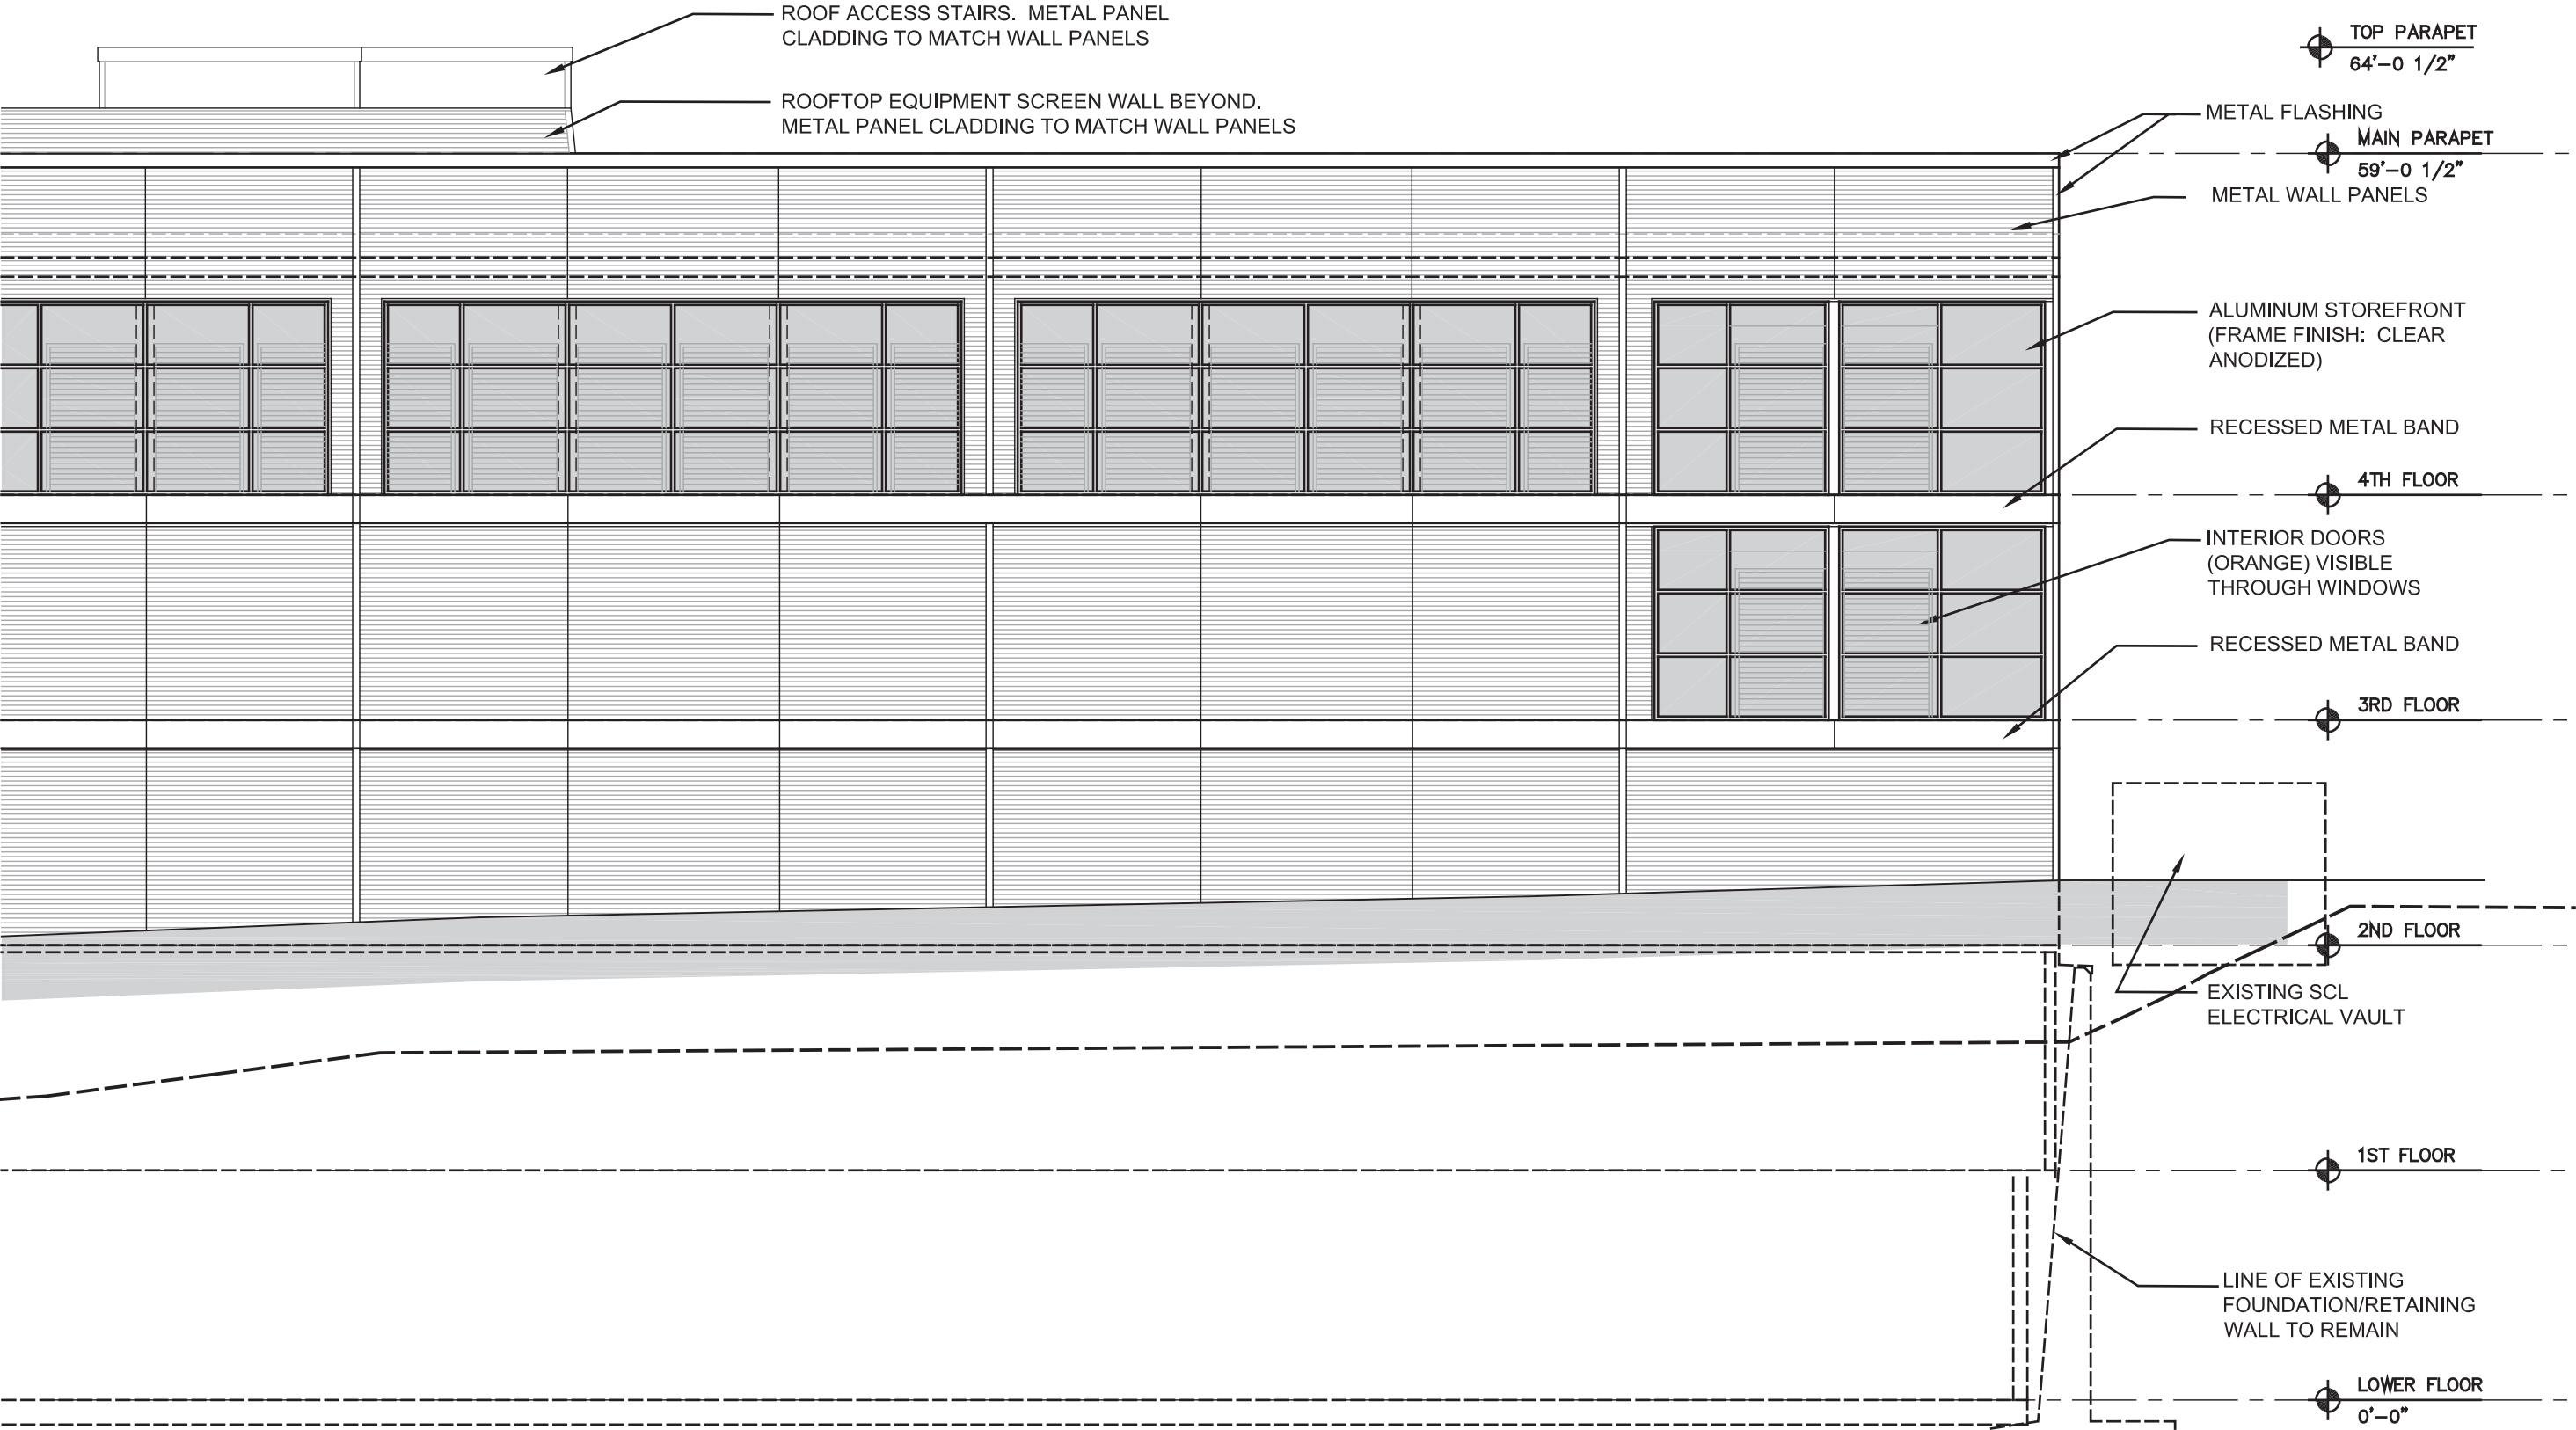 ROOF ACCESS STAIRS. METAL PANEL
CLADDING TO MATCH WALL PANELS
ROOFTOP EQUIPMENT SCREEN WALL BEYOND.
METAL PANEL CLADDING TO MATCH WALL PANELS
TOP PARAPET
64'-0 1/2"
METAL FLASHING
MAIN PARAPET
59'-0 1/2"
METAL WALL PANELS
ALUMINUM STOREFRONT
(FRAME FINISH: CLEAR
ANODIZED)
RECESSED METAL BAND
4TH FLOOR
INTERIOR DOORS
(ORANGE) VISIBLE
THROUGH WINDOWS
RECESSED METAL BAND
3RD FLOOR
2ND FLOOR
EXISTING SCL
ELECTRICAL VAULT
1ST FLOOR
LINE OF EXISTING
FOUNDATION/RETAINING
WALL TO REMAIN
LOWER FLOOR
0'-0"